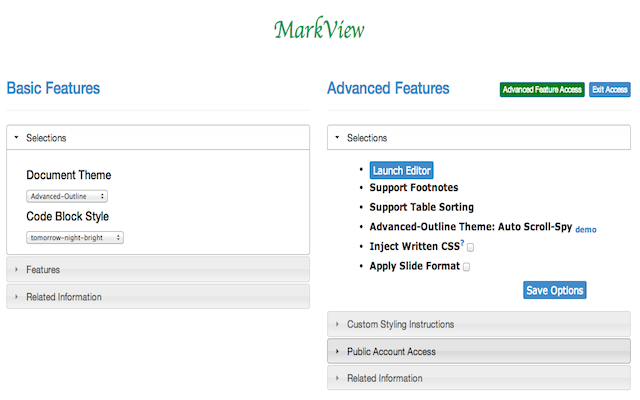 MarkView
Basic Features
Selections
Document Theme
Advanced-Outline
Code Block Style
tomorrow-night-bright
Features
Related Information
Advanced Features
Advanced Feature Access
Exit Access
Selections
Launch Editor
Support Footnotes
Support Table Sorting
Advanced-Outline Theme: Auto Scroll-Spy demo
Inject Written CSS?
Apply Slide Format
Save Options
Custom Styling Instructions
Public Account Access
Related Information